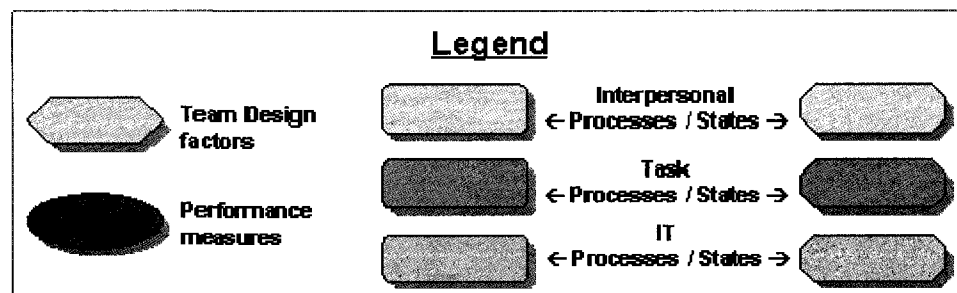 Legend
Team Design
factors
Performance
measures
Interpersonal
← Processes / States →
Task
← Processes / States →
IT
← Processes / States →